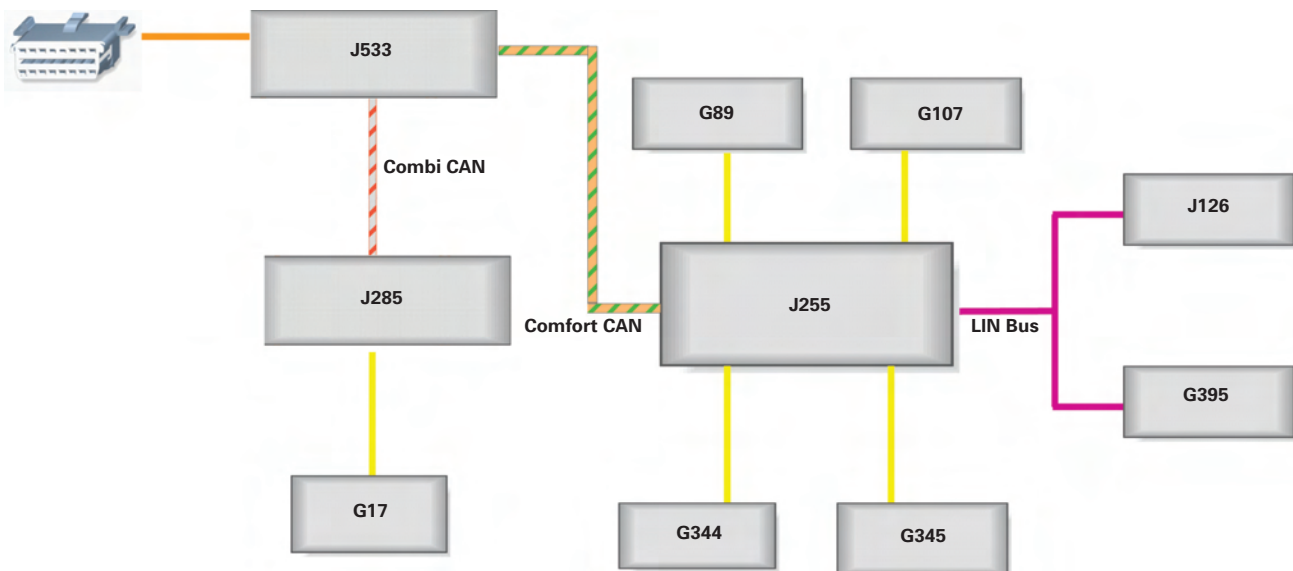 J533
G89
G107
Combi CAN
J126
J285
J255
Comfort CAN
LIN Bus
G395
G17
G344
G345